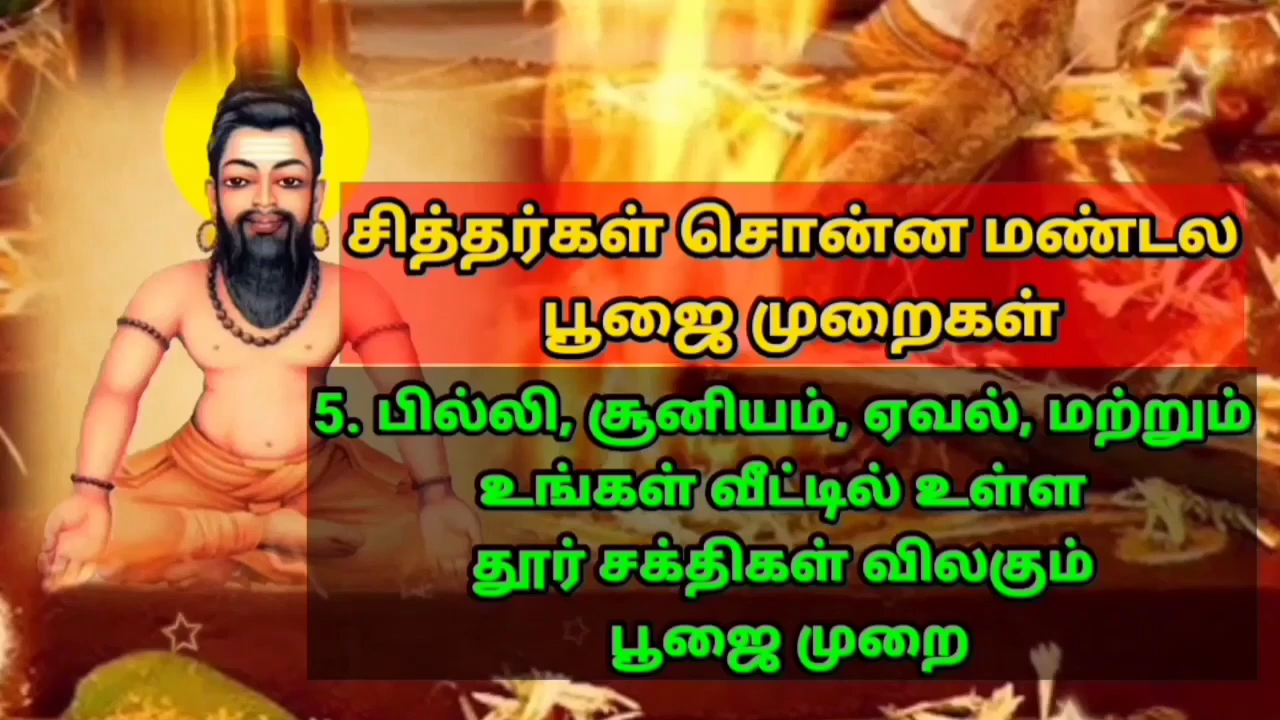 சித்தர்கள் சொன்ன மண்டல
பூஜை முறைகள்
5. பில்லி, சூனியம், ஏவல், மற்றும்
உங்கள் வீட்டில் உள்ள
தூர் சக்திகள் விலகும்
பூஜை முறை